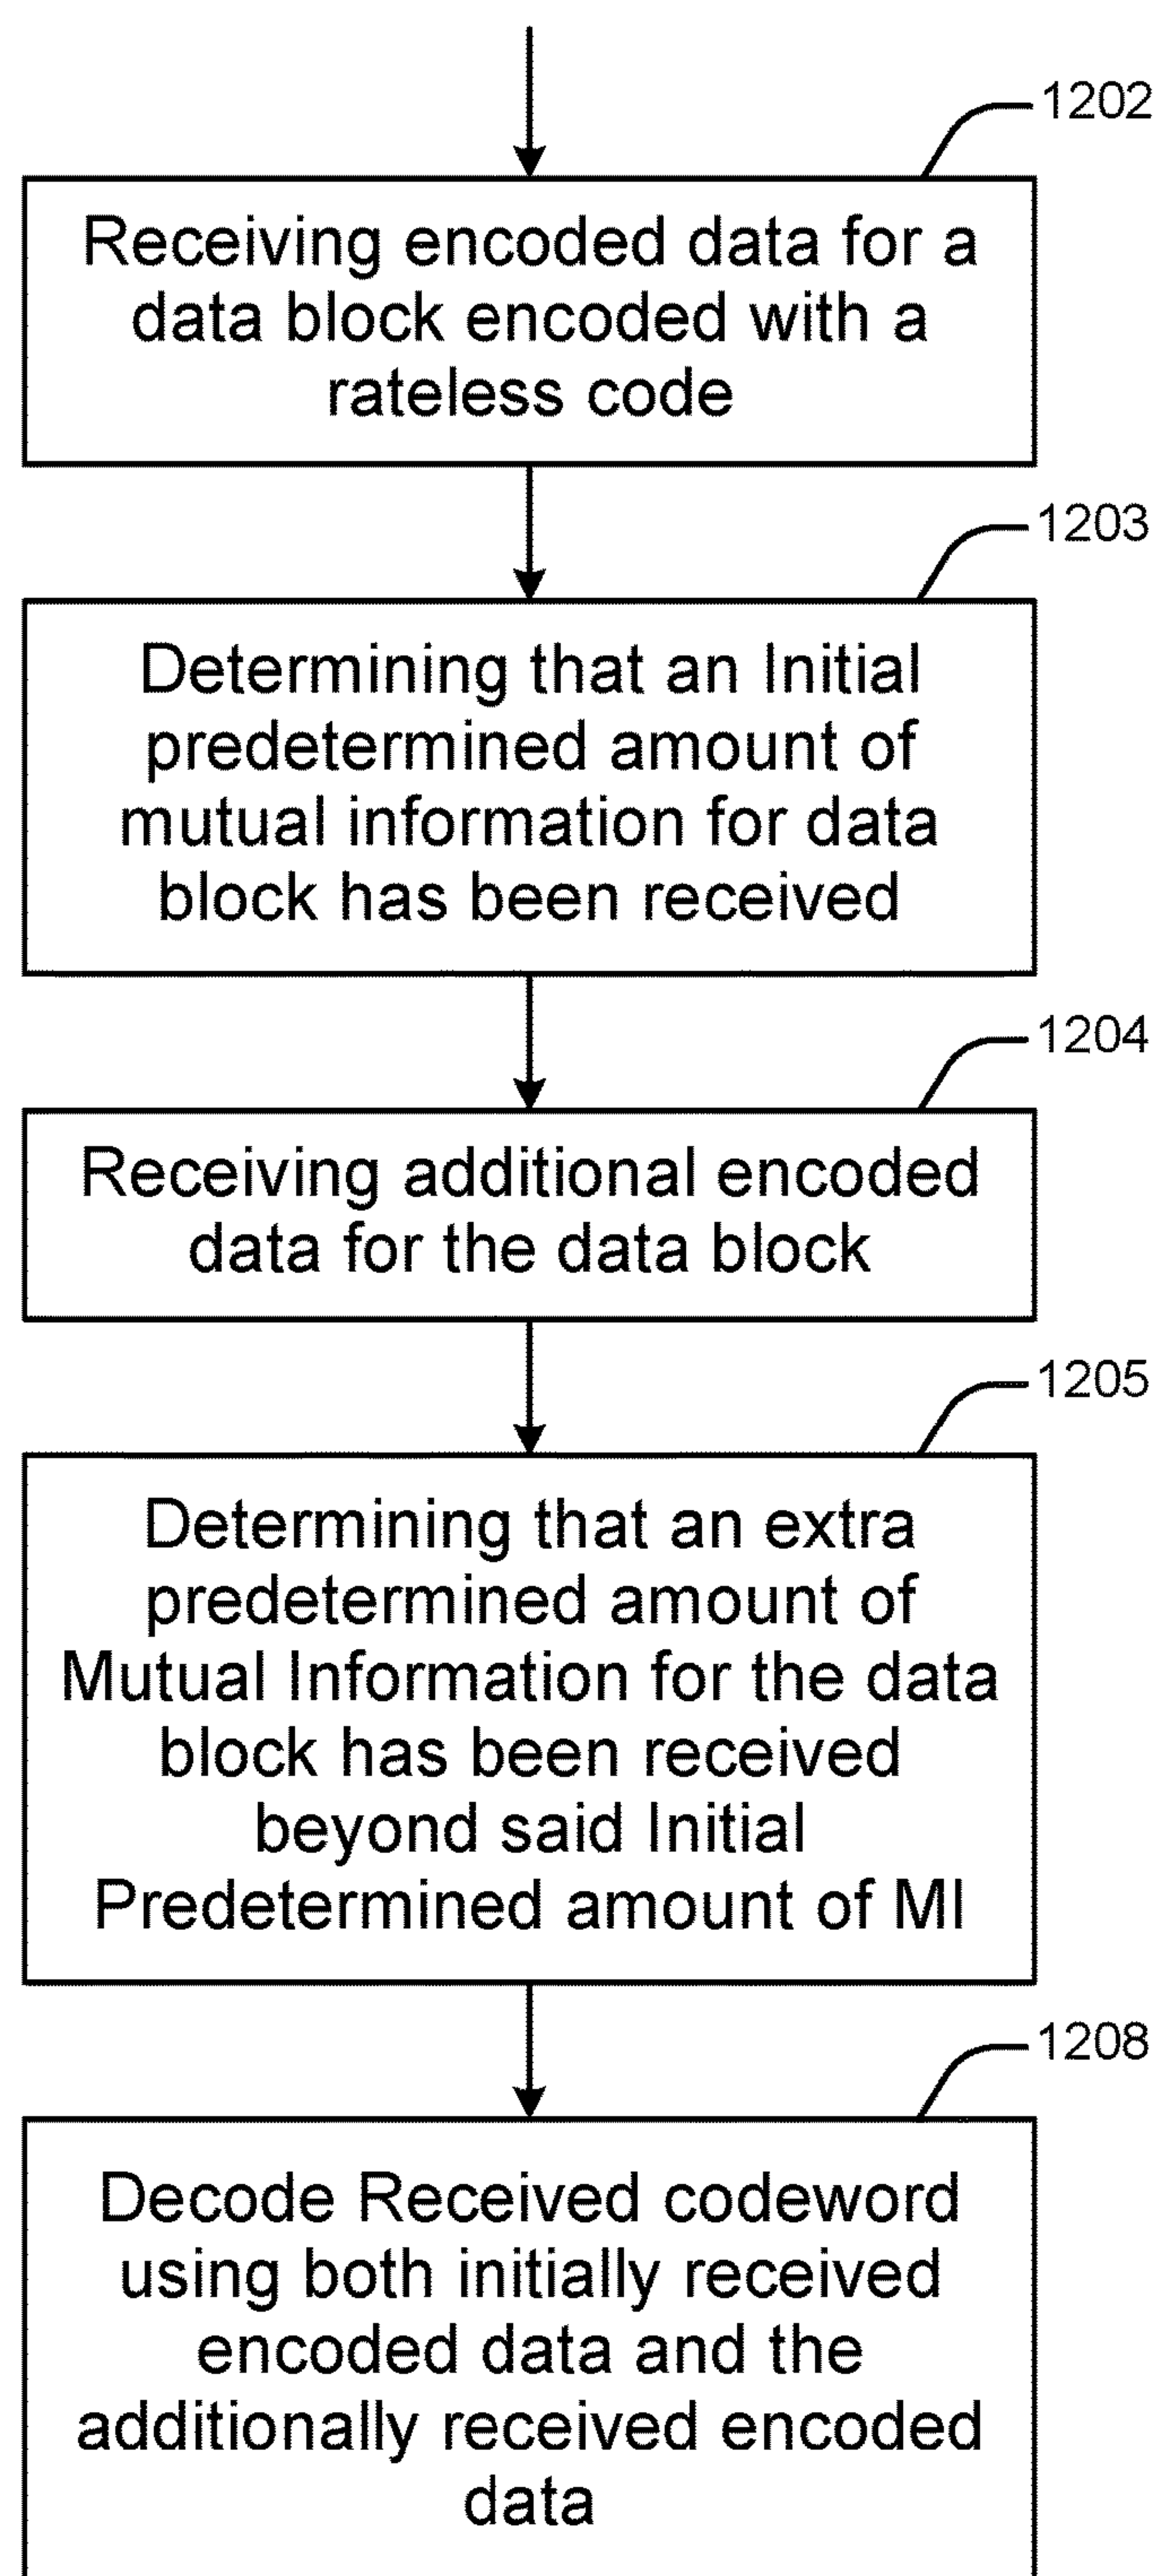 1202
Receiving encoded data for a
data block encoded with a
rateless code
1203
Determining that an Initial
predetermined amount of
mutual information for data
block has been received
1204
Receiving additional encoded
data for the data block
1205
Determining that an extra
predetermined amount of
Mutual Information for the data
block has been received
beyond said Initial
Predetermined amount of MI
1208
Decode Received codeword
using both initially received
encoded data and the
additionally received encoded
data